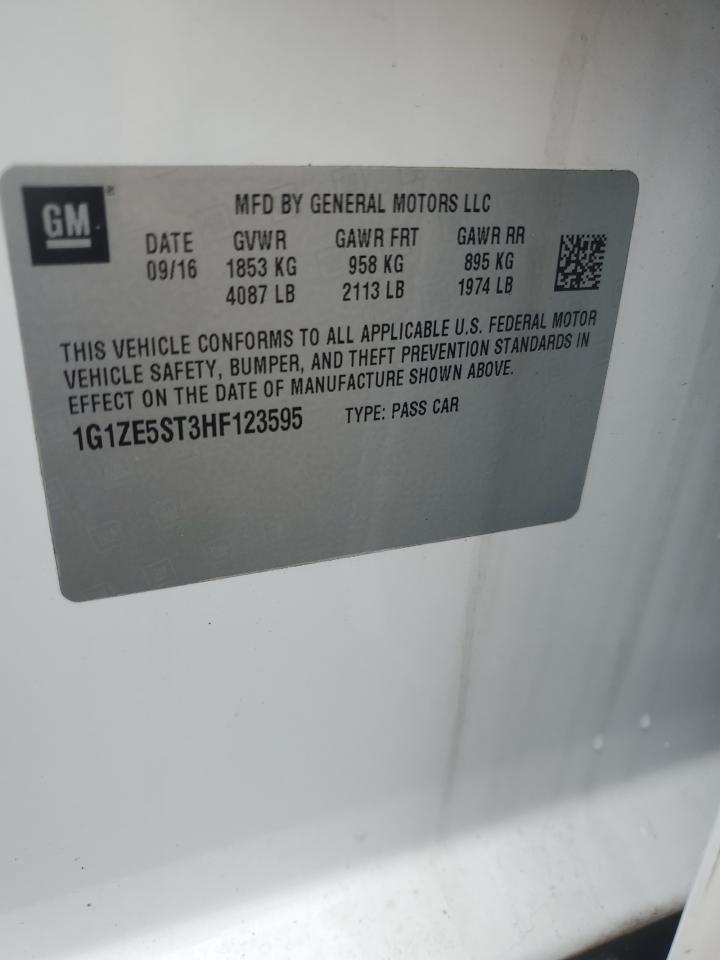 GM
MFD BY GENERAL MOTORS LLC
DATE GVWR GAWR FRT GAWR RR
09/16 1853 KG 958 KG 895 KG
4087 LB 2113 LB 1974 LB
THIS VEHICLE CONFORMS TO ALL APPLICABLE U.S. FEDERAL MOTOR
VEHICLE SAFETY, BUMPER, AND THEFT PREVENTION STANDARDS IN
EFFECT ON THE DATE OF MANUFACTURE SHOWN ABOVE.
1G1ZE5ST3HF123595 TYPE: PASS CAR